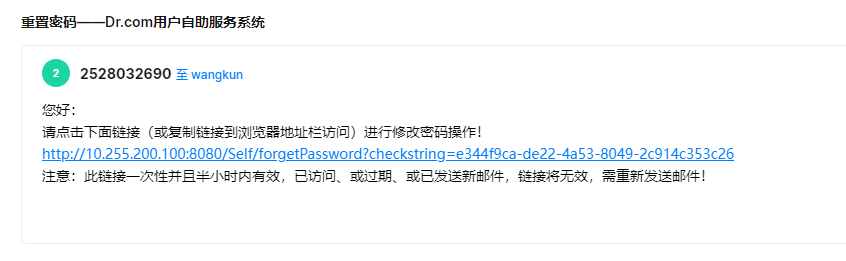 重置密码——Dr.com用户自助服务系统
2 2528032690 至 wangkun
您好：
请点击下面链接（或复制链接到浏览器地址栏访问）进行修改密码操作！
http://10.255.200.100:8080/Self/forgetPassword?checkstring=e344f9ca-de22-4a53-8049-2c914c353c26
注意：此链接一次性并且半小时内有效，已访问、或过期、或已发送新邮件，链接将无效，需重新发送邮件！